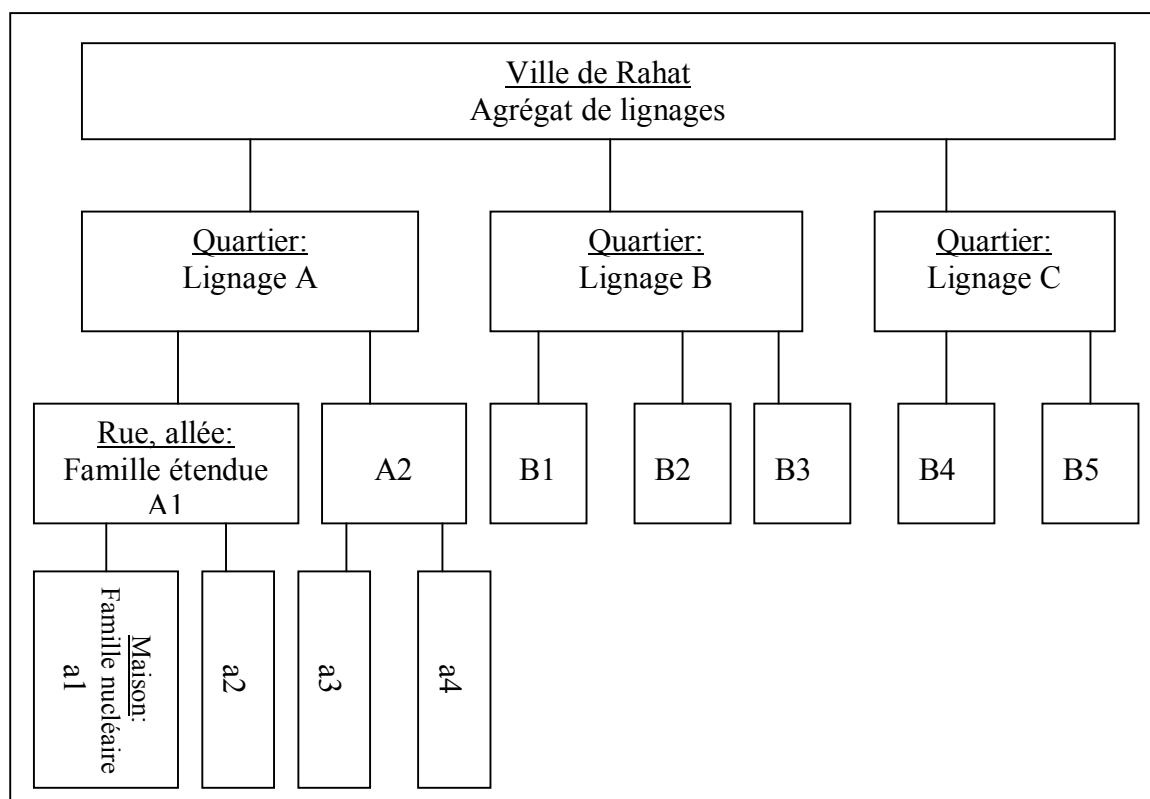 Ville de Rahat
Agrégat de lignages
Quartier:
Lignage A
Quartier:
Lignage B
Quartier:
Lignage C
Rue, allée:
Famille étendue
A1
A2
B1
B2
B3
B4
B5
Maison:
Famille nucléaire
a1
a2
a3
a4